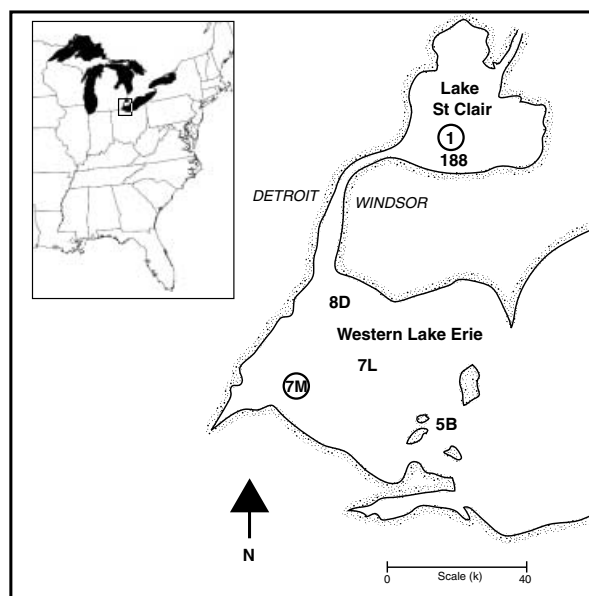 Lake
St Clair
1
188
DETROIT
WINDSOR
8D
Western Lake Erie
7L
7M
5B
N
0
Scale (k)
40